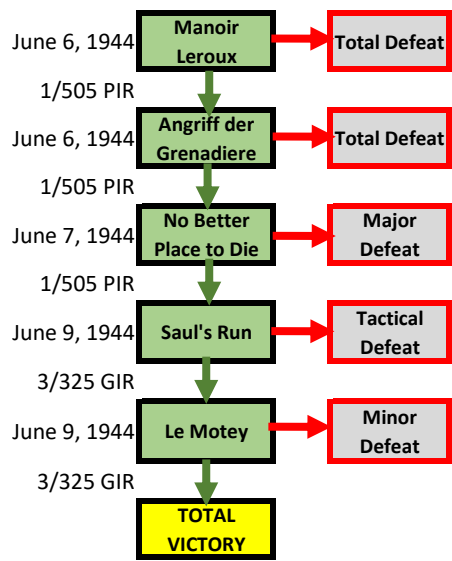 Manoir
Leroux
June 6, 1944
Total Defeat
1/505 PIR
Angriff der
Grenadiere
June 6, 1944
Total Defeat
1/505 PIR
No Better
Place to Die
June 7, 1944
Major
Defeat
1/505 PIR
June 9, 1944
Saul's Run
Tactical
Defeat
3/325 GIR
June 9, 1944
Le Motey
Minor
Defeat
3/325 GIR
TOTAL
VICTORY